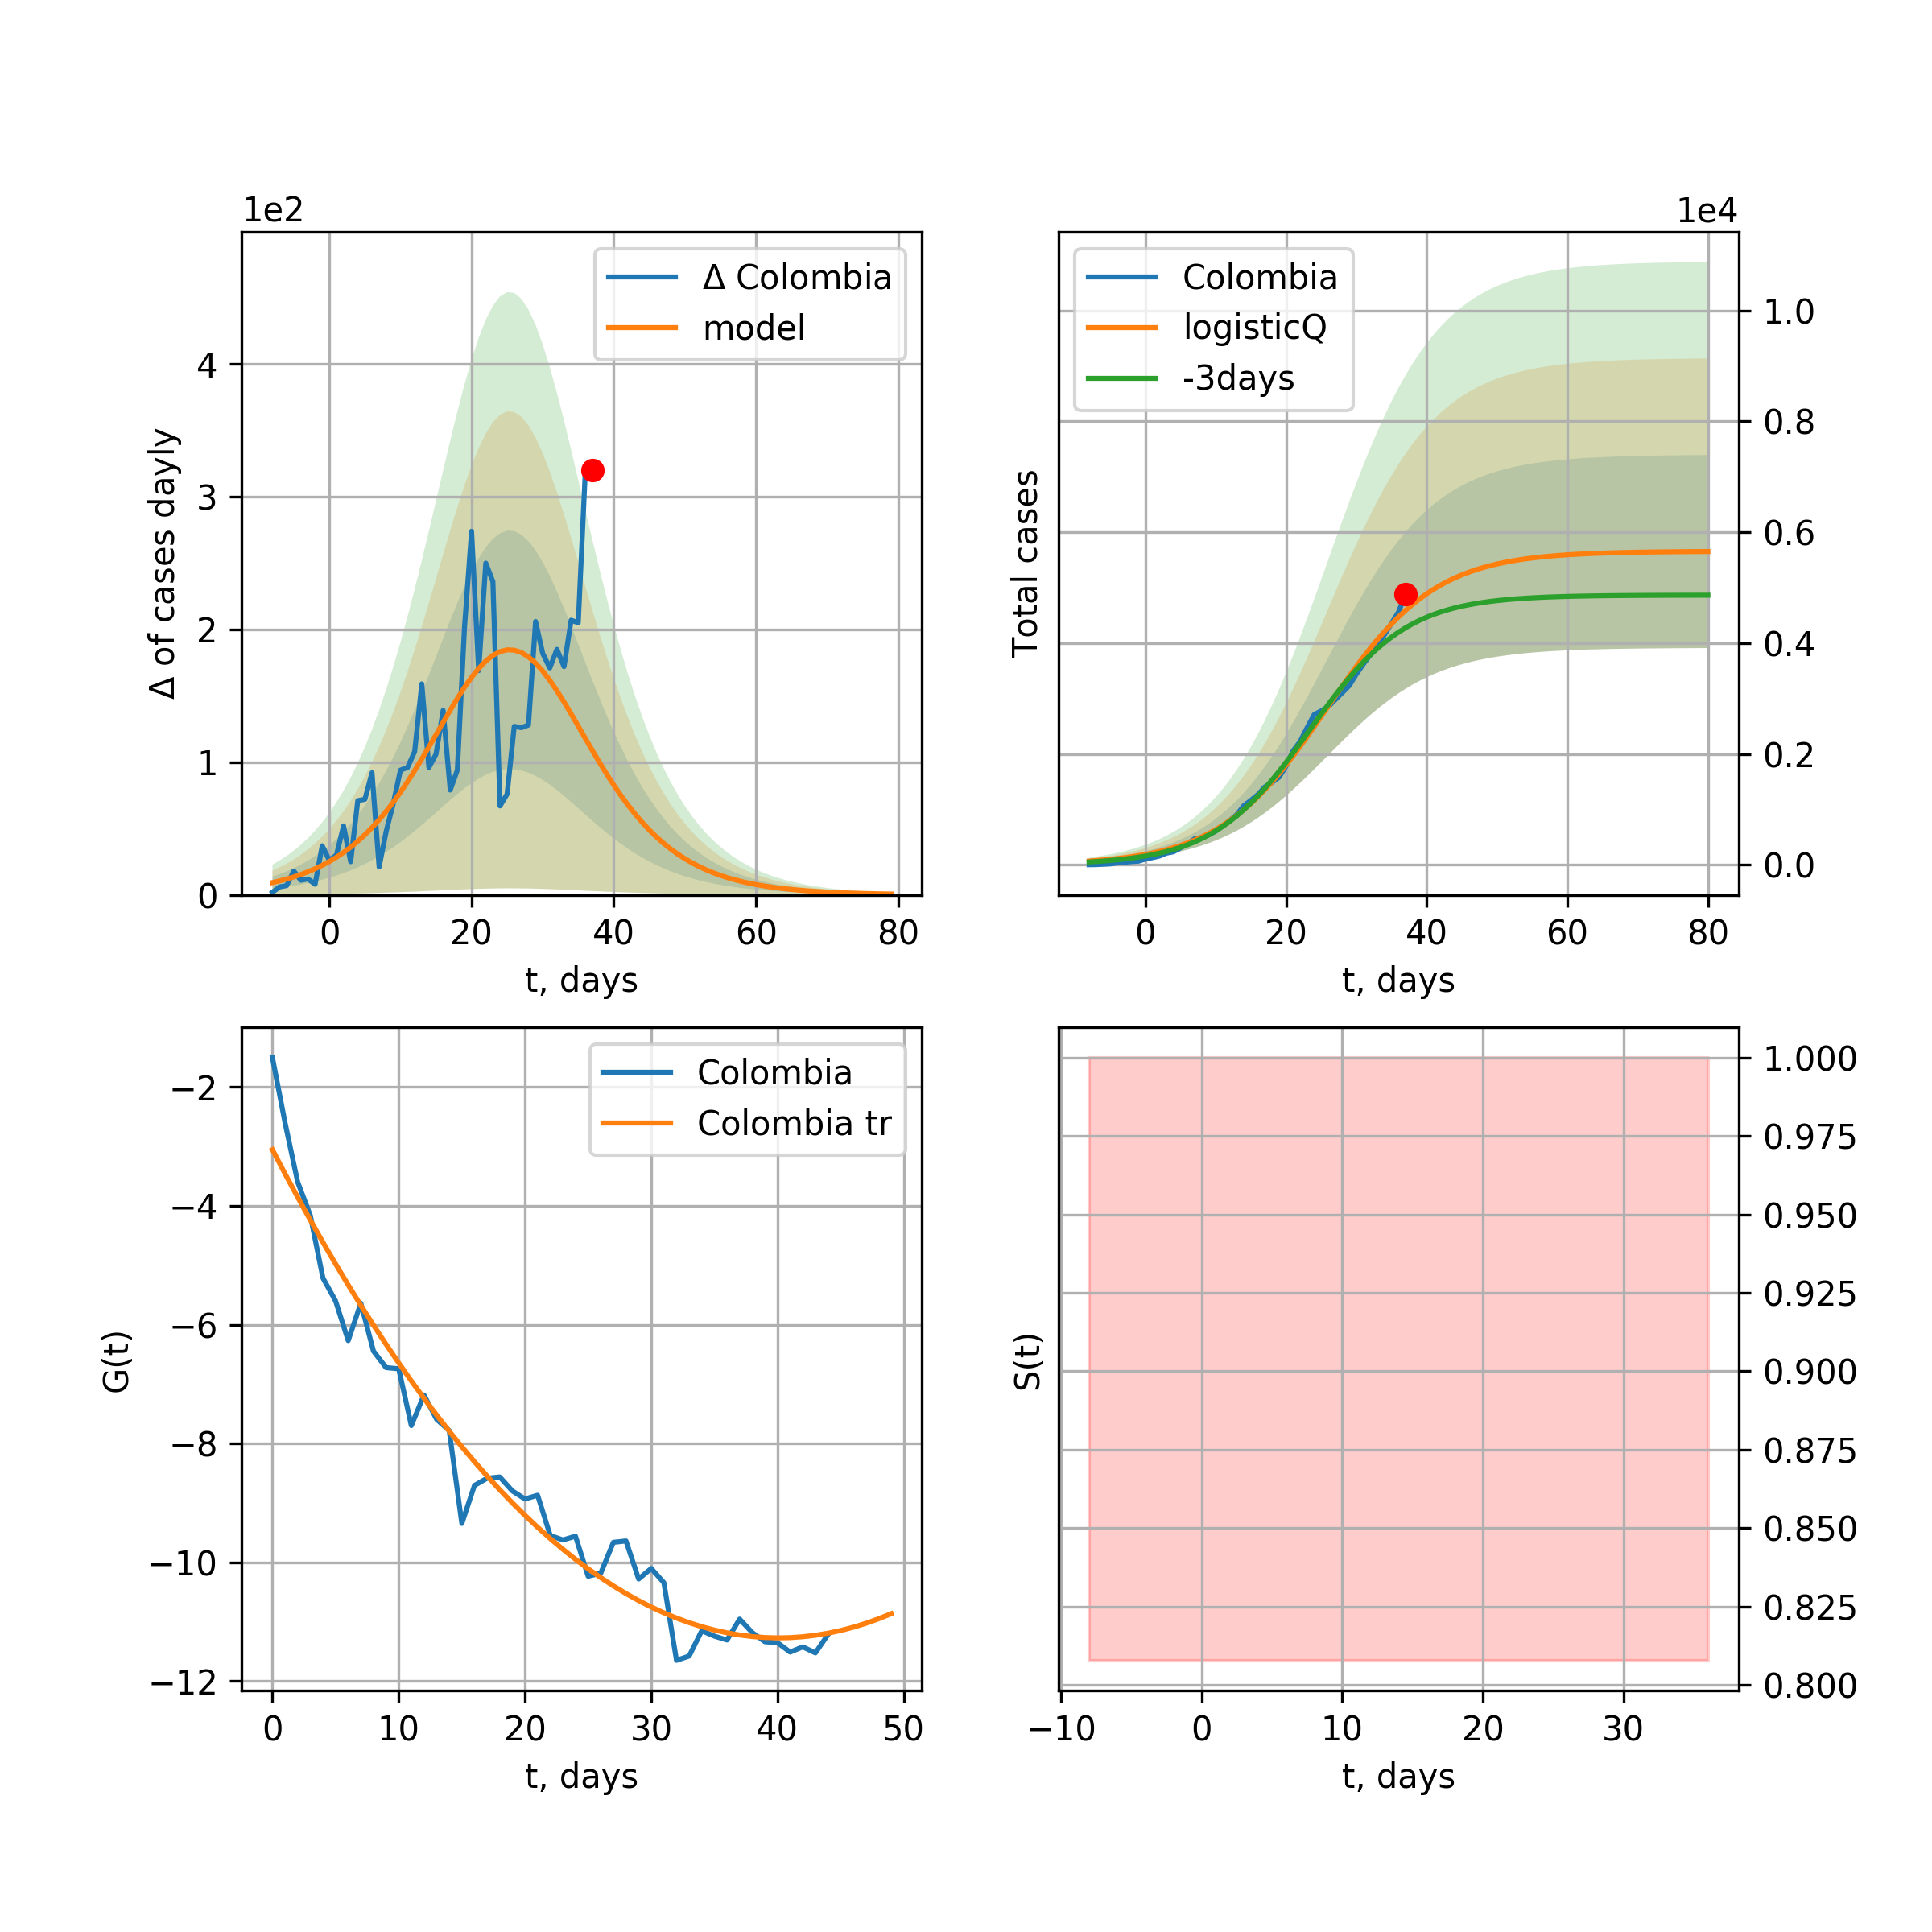 1e2
Δ Colombia
model
4
3
2
1
0
Δ of cases dayly
0 20 40 60 80
t, days
1e4
Colombia
logisticQ
-3days
1.0
0.8
0.6
0.4
0.2
0.0
Total cases
0 20 40 60 80
t, days
Colombia
Colombia tr
−2
−4
−6
−8
−10
−12
G(t)
0 10 20 30 40 50
t, days
1.000
0.975
0.950
0.925
0.900
0.875
0.850
0.825
0.800
S(t)
−10 0 10 20 30
t, days